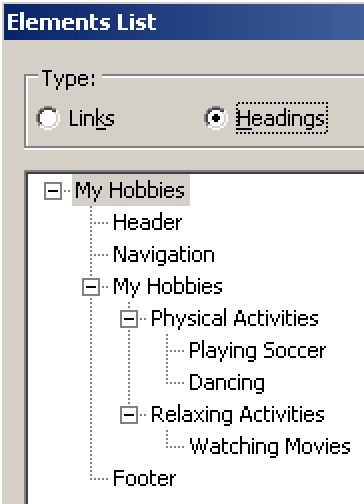 Elements List
Type:
Links Headings
My Hobbies
Header
Navigation
My Hobbies
Physical Activities
Playing Soccer
Dancing
Relaxing Activities
Watching Movies
Footer